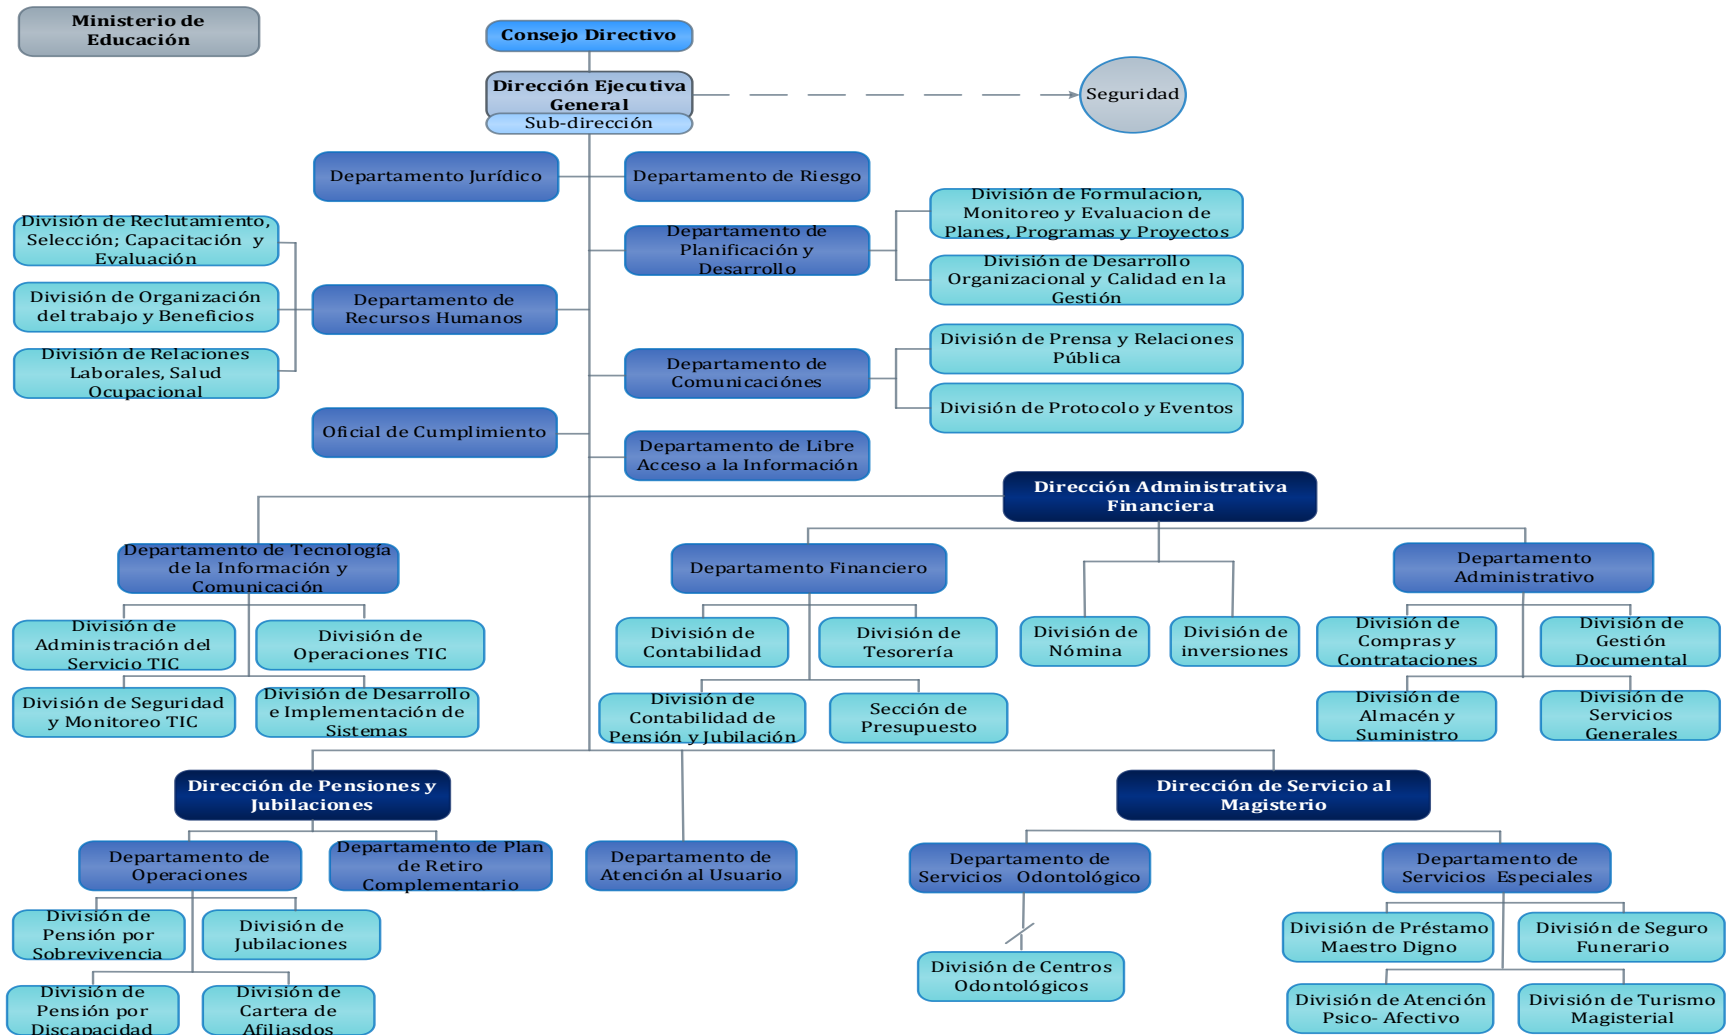 Ministerio de
Educación
Consejo Directivo
Dirección Ejecutiva
General
Sub-dirección
Seguridad
Departamento Jurídico
Departamento de Riesgo
División de Formulacion,
Monitoreo y Evaluacion de
Planes, Programas y Proyectos
División de Reclutamiento,
Selección; Capacitación y
Evaluación
Departamento de
Planificación y
Desarrollo
División de Desarrollo
Organizacional y Calidad en la
Gestión
División de Organización
del trabajo y Beneficios
Departamento de
Recursos Humanos
División de Prensa y Relaciones
Pública
División de Relaciones
Laborales, Salud
Ocupacional
Departamento de
Comunicaciónes
División de Protocolo y Eventos
Oficial de Cumplimiento
Departamento de Libre
Acceso a la Información
Dirección Administrativa
Financiera
Departamento de Tecnología
de la Información y
Comunicación
Departamento Financiero
Departamento
Administrativo
División de
Administración del
Servicio TIC
División de
Operaciones TIC
División de
Contabilidad
División de
Tesorería
División de
Nómina
División de
inversiones
División de
Compras y
Contrataciones
División de
Gestión
Documental
División de Seguridad
y Monitoreo TIC
División de Desarrollo
e Implementación de
Sistemas
División de
Contabilidad de
Pensión y Jubilación
Sección de
Presupuesto
División de
Almacén y
Suministro
División de
Servicios
Generales
Dirección de Pensiones y
Jubilaciones
Dirección de Servicio al
Magisterio
Departamento de
Operaciones
Departamento de Plan
de Retiro
Complementario
Departamento de
Atención al Usuario
Departamento de
Servicios Odontológico
Departamento de
Servicios Especiales
División de
Pensión por
Sobrevivencia
División de
Jubilaciones
División de Préstamo
Maestro Digno
División de Seguro
Funerario
División de Centros
Odontológicos
División de
Pensión por
Discapacidad
División de
Cartera de
Afiliasdos
División de Atención
Psico- Afectivo
División de Turismo
Magisterial